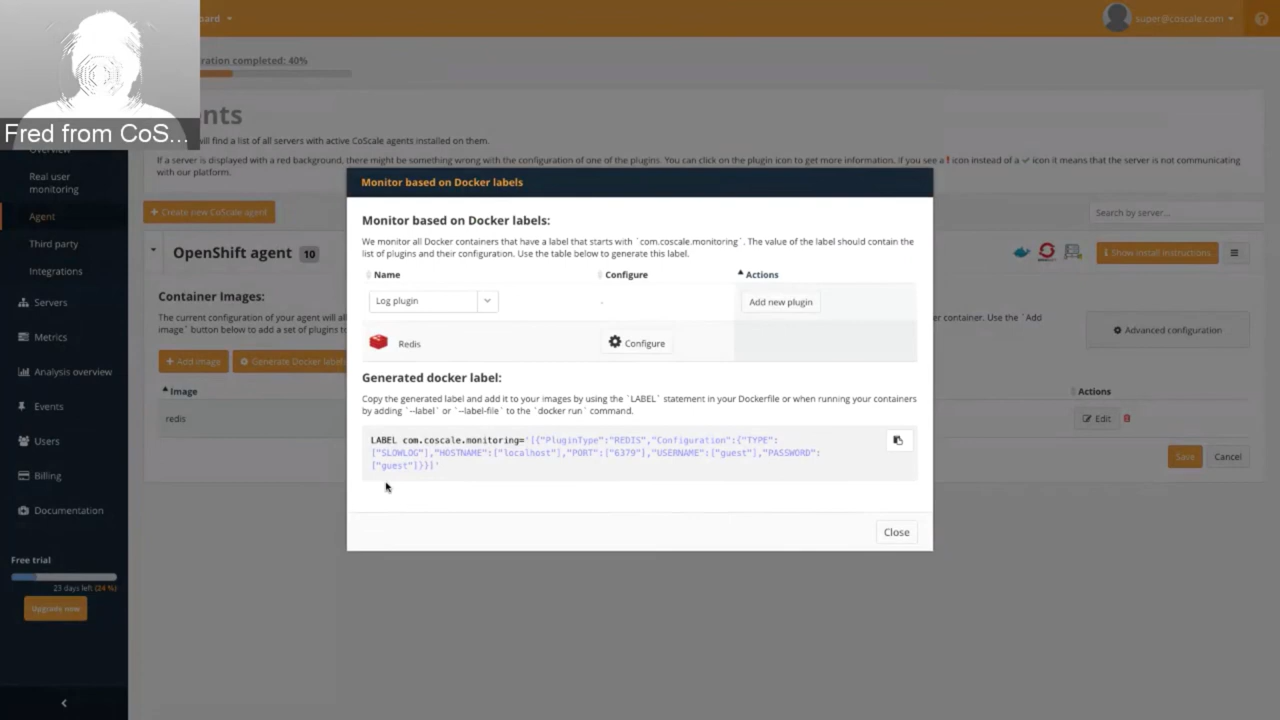 ard
super@coscale.com
ration completed: 40%
nts
Fred from CoS...
will find a list of all servers with active CoScale agents installed on them.
Overview
If a server is displayed with a red background, there might be something wrong with the configuration of one of the plugins. You can click on the plugin icon to get more information. if you see a ! icon instead of a ✓ icon it means that the server is not communicating
with our platform.
Real user
monitoring
Agent
Third party
Integrations
Servers
Metrics
Analysis overview
Events
Users
Billing
Documentation
Free trial
23 days left (24 %)
Upgrade now
+ Create new CoScale agent
Search by server...
OpenShift agent 10
Show install instructions
Container Images:
The current configuration of your agent will
container. Use the `Add
image` button below to add a set of plugins to
Advanced configuration
+ Add image
Generate Docker labels
Image
Actions
redis
Edit
Save
Cancel
Monitor based on Docker labels
Monitor based on Docker labels:
We monitor all Docker containers that have a label that starts with `com.coscale.monitoring`. The value of the label should contain the
list of plugins and their configuration. Use the table below to generate this label.
Name
Configure
Actions
Log plugin
-
Add new plugin
Redis
Configure
Generated docker label:
Copy the generated label and add it to your images by using the `LABEL` statement in your Dockerfile or when running your containers
by adding `--label` or `--label-file` to the `docker run` command.
LABEL com.coscale.monitoring='[{"PluginType":"REDIS","Configuration":{"TYPE":
["SLOWLOG"],"HOSTNAME":["localhost"],"PORT":["6379"],"USERNAME":["guest"],"PASSWORD":
["guest"]}}]'
Close